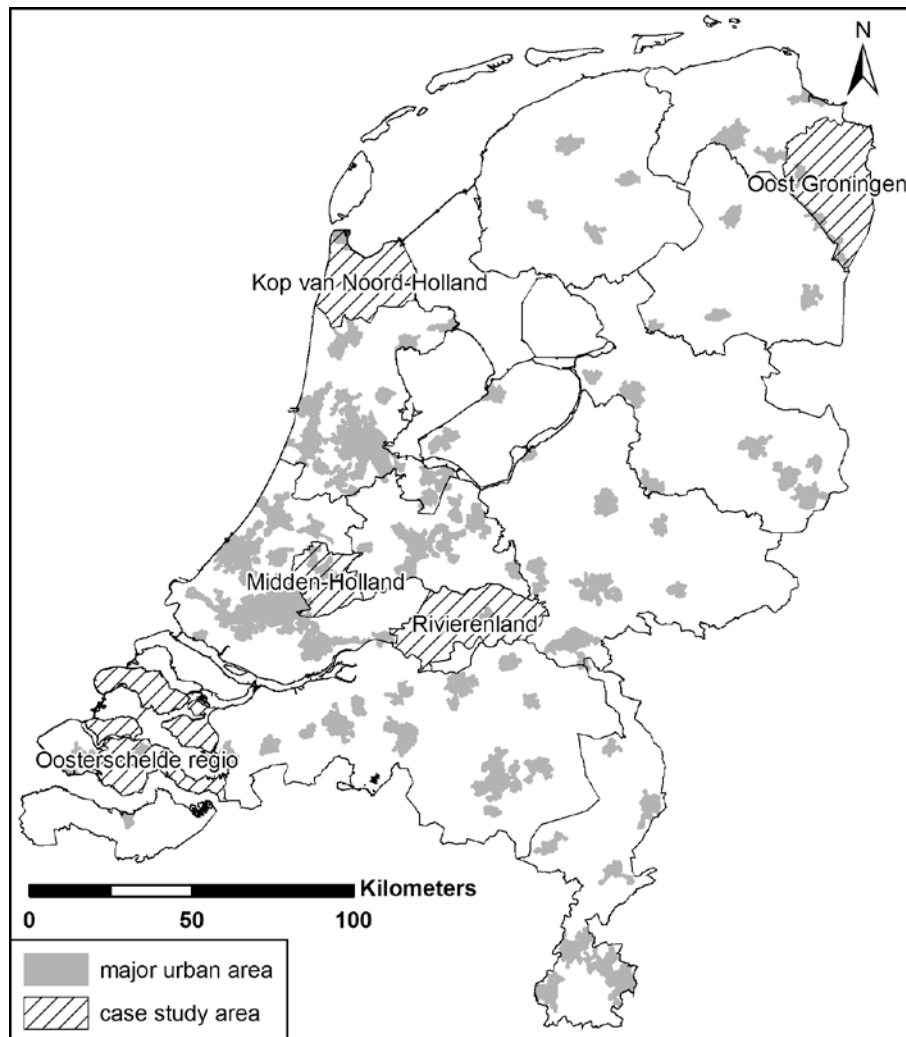 N
Oost Groningen
Kop van Noord-Holland
Midden-Holland
Rivierenland
Oosterschelde regio
Kilometers
0 50 100
major urban area
case study area